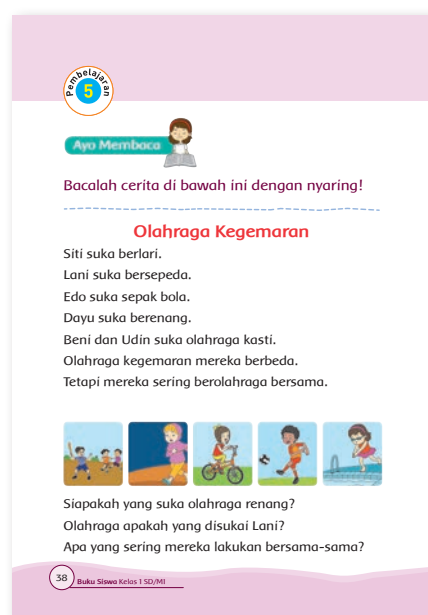 Pembelajaran
5
Ayo Membaca
Bacalah cerita di bawah ini dengan nyaring!
Olahraga Kegemaran
Siti suka berlari.
Lani suka bersepeda.
Edo suka sepak bola.
Dayu suka berenang.
Beni dan Udin suka olahraga kasti.
Olahraga kegemaran mereka berbeda.
Tetapi mereka sering berolahraga bersama.
Siapakah yang suka olahraga renang?
Olahraga apakah yang disukai Lani?
Apa yang sering mereka lakukan bersama-sama?
38 Buku Siswa Kelas 1 SD/MI